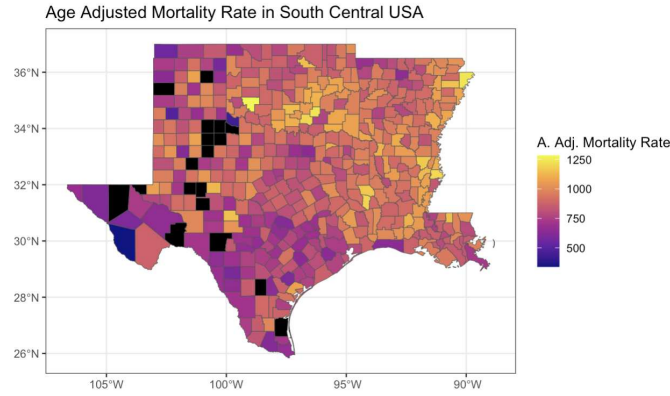 Age Adjusted Mortality Rate in South Central USA
36°N
34°N
32°N
30°N
28°N
26°N
105°W 100°W 95°W 90°W
A. Adj. Mortality Rate
1250
1000
750
500